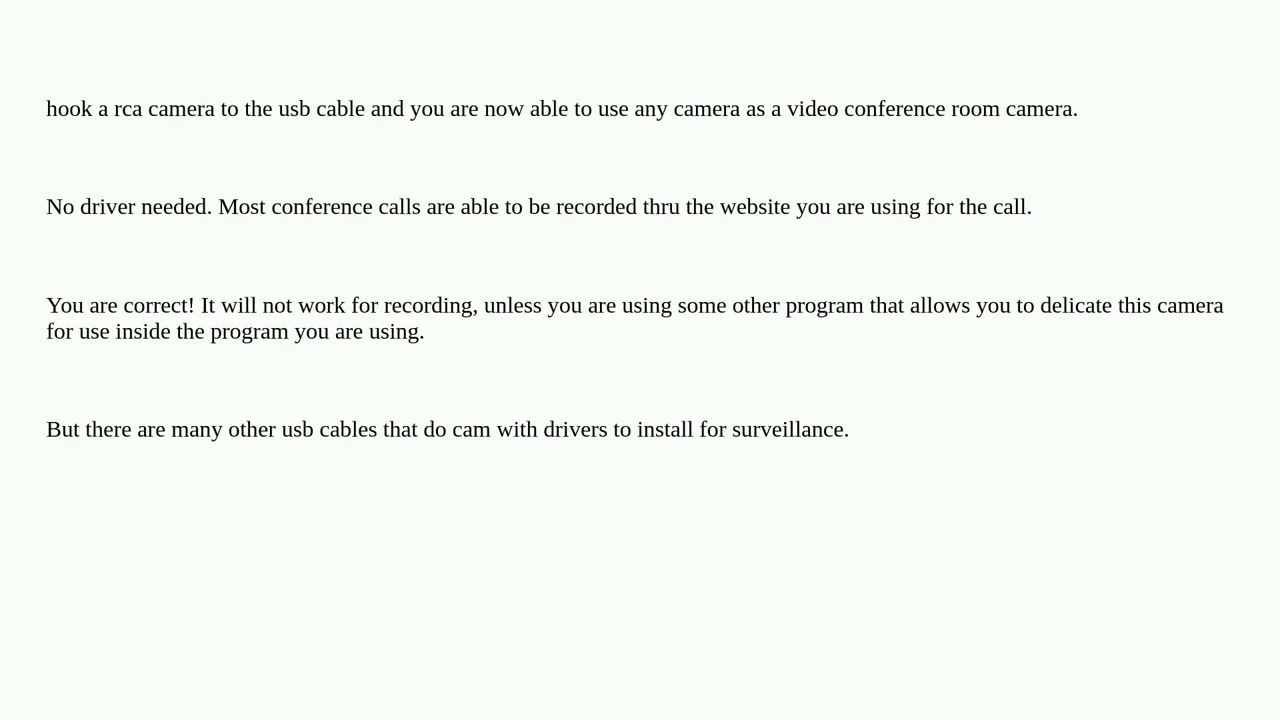 hook a rca camera to the usb cable and you are now able to use any camera as a video conference room camera.
No driver needed. Most conference calls are able to be recorded thru the website you are using for the call.
You are correct! It will not work for recording, unless you are using some other program that allows you to delicate this camera
for use inside the program you are using.
But there are many other usb cables that do cam with drivers to install for surveillance.